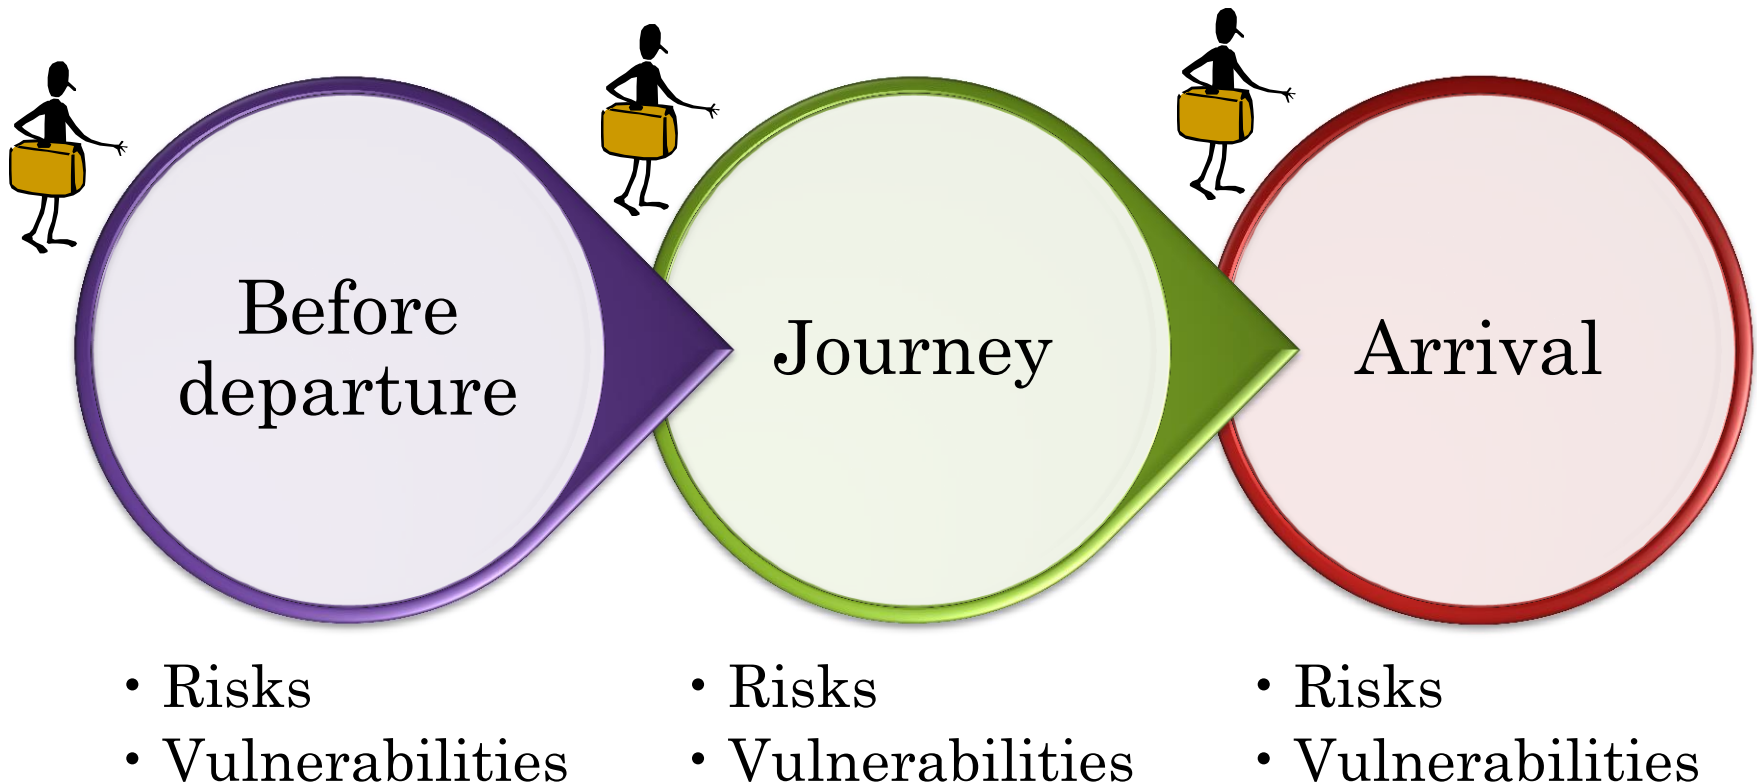 Before
departure
Journey
Arrival
• Risks
• Vulnerabilities
• Risks
• Vulnerabilities
• Risks
• Vulnerabilities